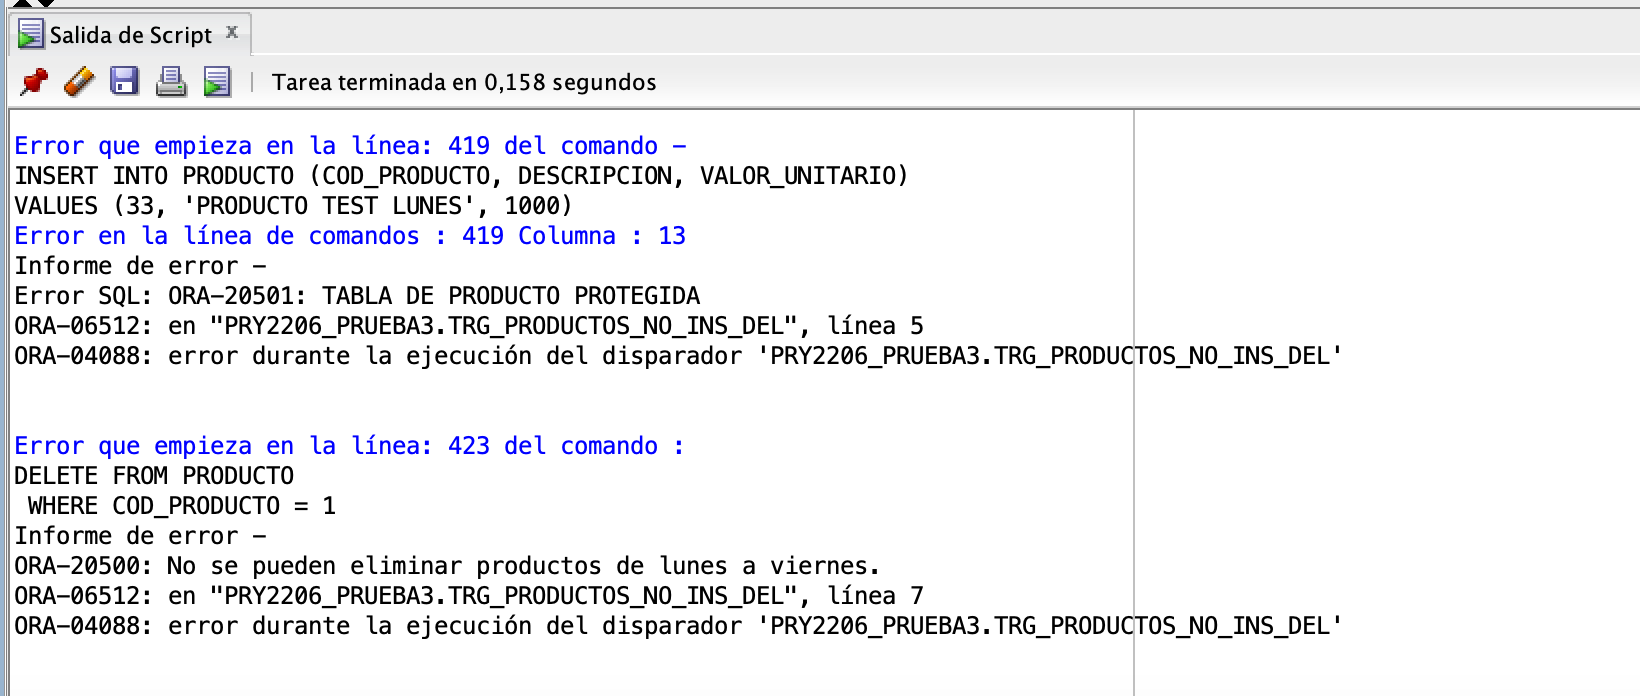 Salida de Script x
Tarea terminada en 0,158 segundos
Error que empieza en la línea: 419 del comando -
INSERT INTO PRODUCTO (COD_PRODUCTO, DESCRIPCION, VALOR_UNITARIO)
VALUES (33, 'PRODUCTO TEST LUNES', 1000)
Error en la línea de comandos : 419 Columna : 13
Informe de error -
Error SQL: ORA-20501: TABLA DE PRODUCTO PROTEGIDA
ORA-06512: en "PRY2206_PRUEBA3.TRG_PRODUCTOS_NO_INS_DEL", línea 5
ORA-04088: error durante la ejecución del disparador 'PRY2206_PRUEBA3.TRG_PRODUCTOS_NO_INS_DEL'
Error que empieza en la línea: 423 del comando :
DELETE FROM PRODUCTO
 WHERE COD_PRODUCTO = 1
Informe de error -
ORA-20500: No se pueden eliminar productos de lunes a viernes.
ORA-06512: en "PRY2206_PRUEBA3.TRG_PRODUCTOS_NO_INS_DEL", línea 7
ORA-04088: error durante la ejecución del disparador 'PRY2206_PRUEBA3.TRG_PRODUCTOS_NO_INS_DEL'